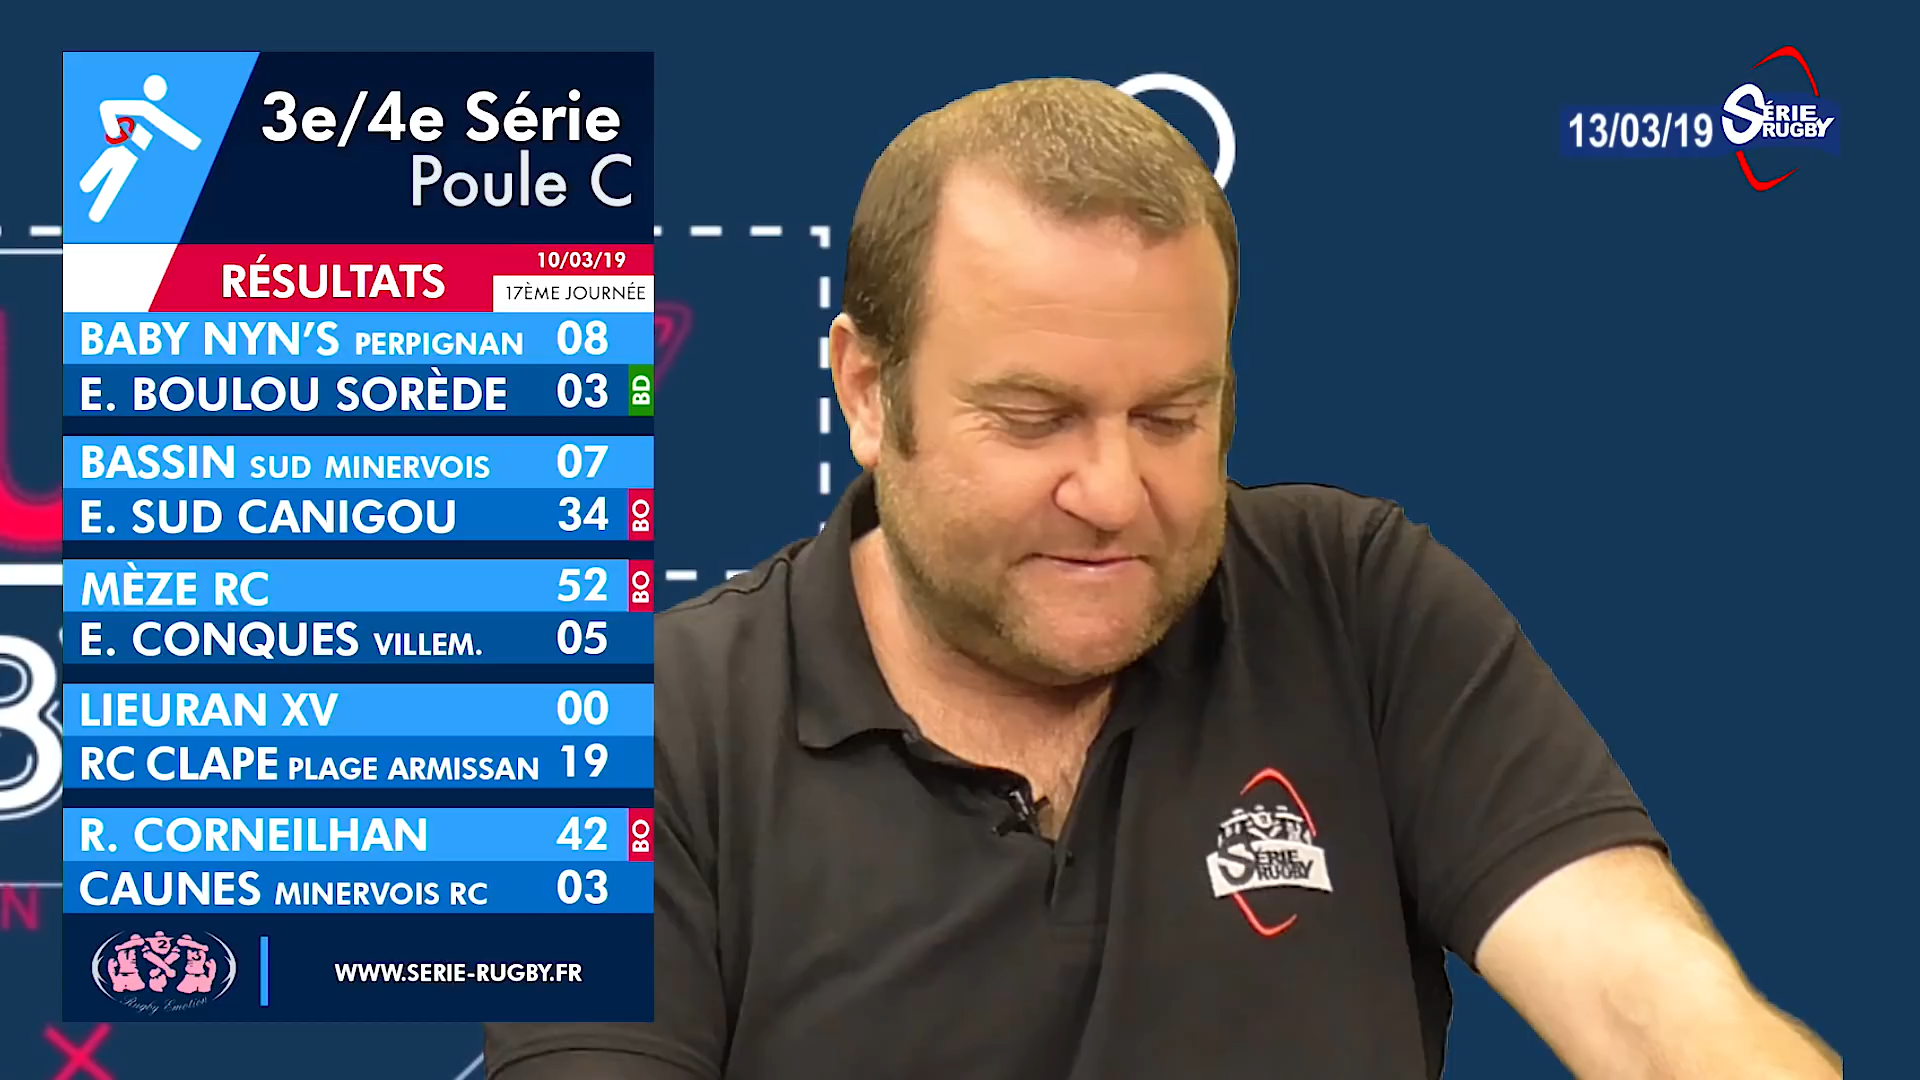 3e/4e Série
Poule C
RÉSULTATS
10/03/19
17ÈME JOURNÉE
BABY NYN'S PERPIGNAN 08
E. BOULOU SORÈDE 03 BD
BASSIN SUD MINERVOIS 07
E. SUD CANIGOU 34 BO
MÈZE RC 52 BO
E. CONQUES VILLEM. 05
LIEURAN XV 00
RC CLAPE PLAGE ARMISSAN 19
R. CORNEILHAN 42 BO
CAUNES MINERVOIS RC 03
Rugby Emotion
WWW.SERIE-RUGBY.FR
13/03/19
SÉRIE
RUGBY
SÉRIE
RUGBY